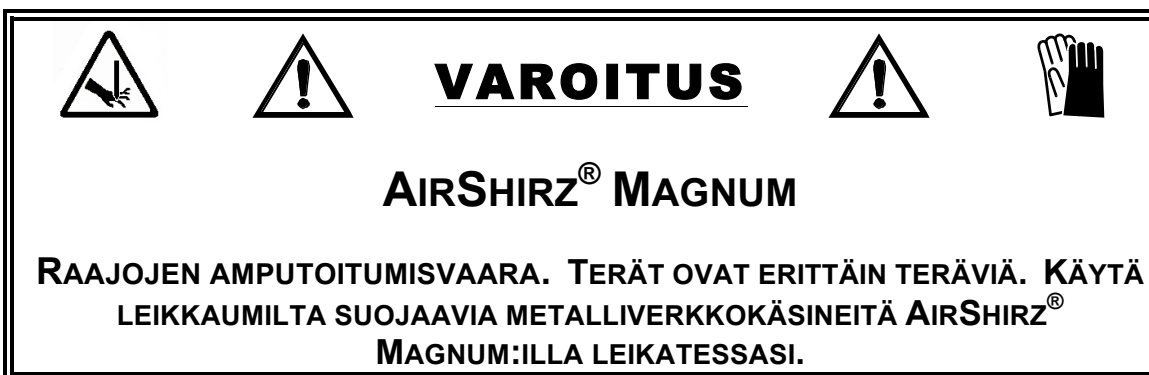 VAROITUS
AIRSHIRZ® MAGNUM
RAAJOJEN AMPUTOITUMISVAARA. TERÄT OVAT ERITTÄIN TERÄVIÄ. KÄYTÄ
LEIKKAUMILTA SUOJAAVIA METALLIVERKKOKÄSINEITÄ AIRSHIRZ®
MAGNUM:ILLA LEIKATESSASI.